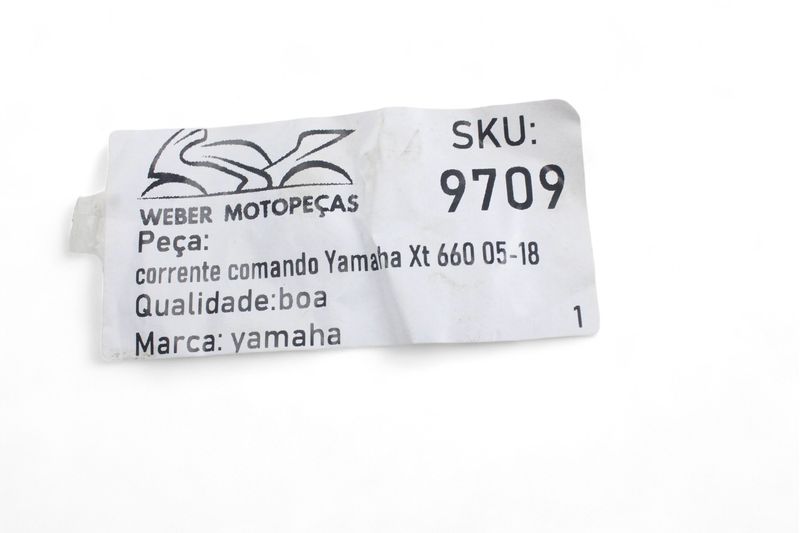 WEBER MOTOPEÇAS
SKU:
9709
Peça:
corrente comando Yamaha Xt 660 05-18
Qualidade:boa
Marca: yamaha
1